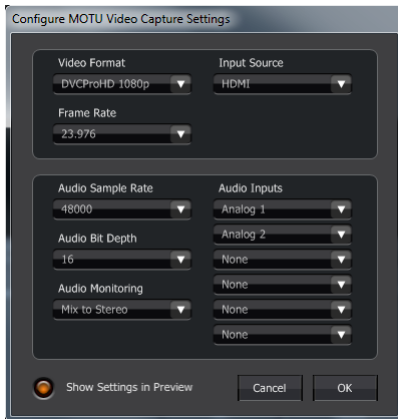 Configure MOTU Video Capture Settings
Video Format
Input Source
DVCProHD 1080p
HDMI
Frame Rate
23.976
Audio Sample Rate
Audio Inputs
48000
Analog 1
Audio Bit Depth
Analog 2
16
None
Audio Monitoring
None
Mix to Stereo
None
None
Show Settings in Preview
Cancel
OK